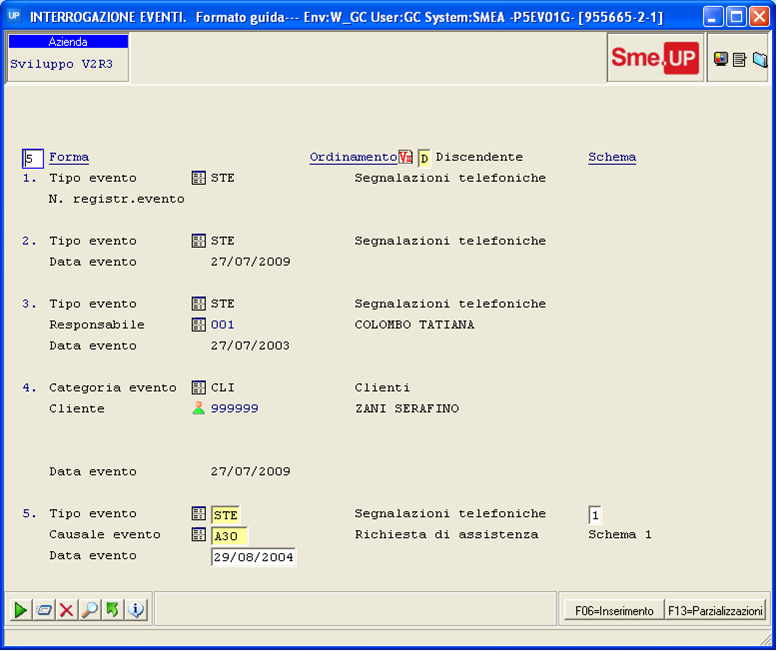 UP INTERROGAZIONE EVENTI. Formato guida--- Env:W_GC User:GC System:SMEA -P5EV01G- [955665-2-1]
Azienda
Sviluppo V2R3
Sme.UP
5 Forma Ordinamento D Discendente Schema
1. Tipo evento STE Segnalazioni telefoniche
N. registr.evento
2. Tipo evento STE Segnalazioni telefoniche
Data evento 27/07/2009
3. Tipo evento STE Segnalazioni telefoniche
Responsabile 001 COLOMBO TATIANA
Data evento 27/07/2003
4. Categoria evento CLI Clienti
Cliente 999999 ZANI SERAFINO
Data evento 27/07/2009
5. Tipo evento STE Segnalazioni telefoniche 1
Causale evento A30 Richiesta di assistenza Schema 1
Data evento 29/08/2004
F06=Inserimento F13=Parzializzazioni